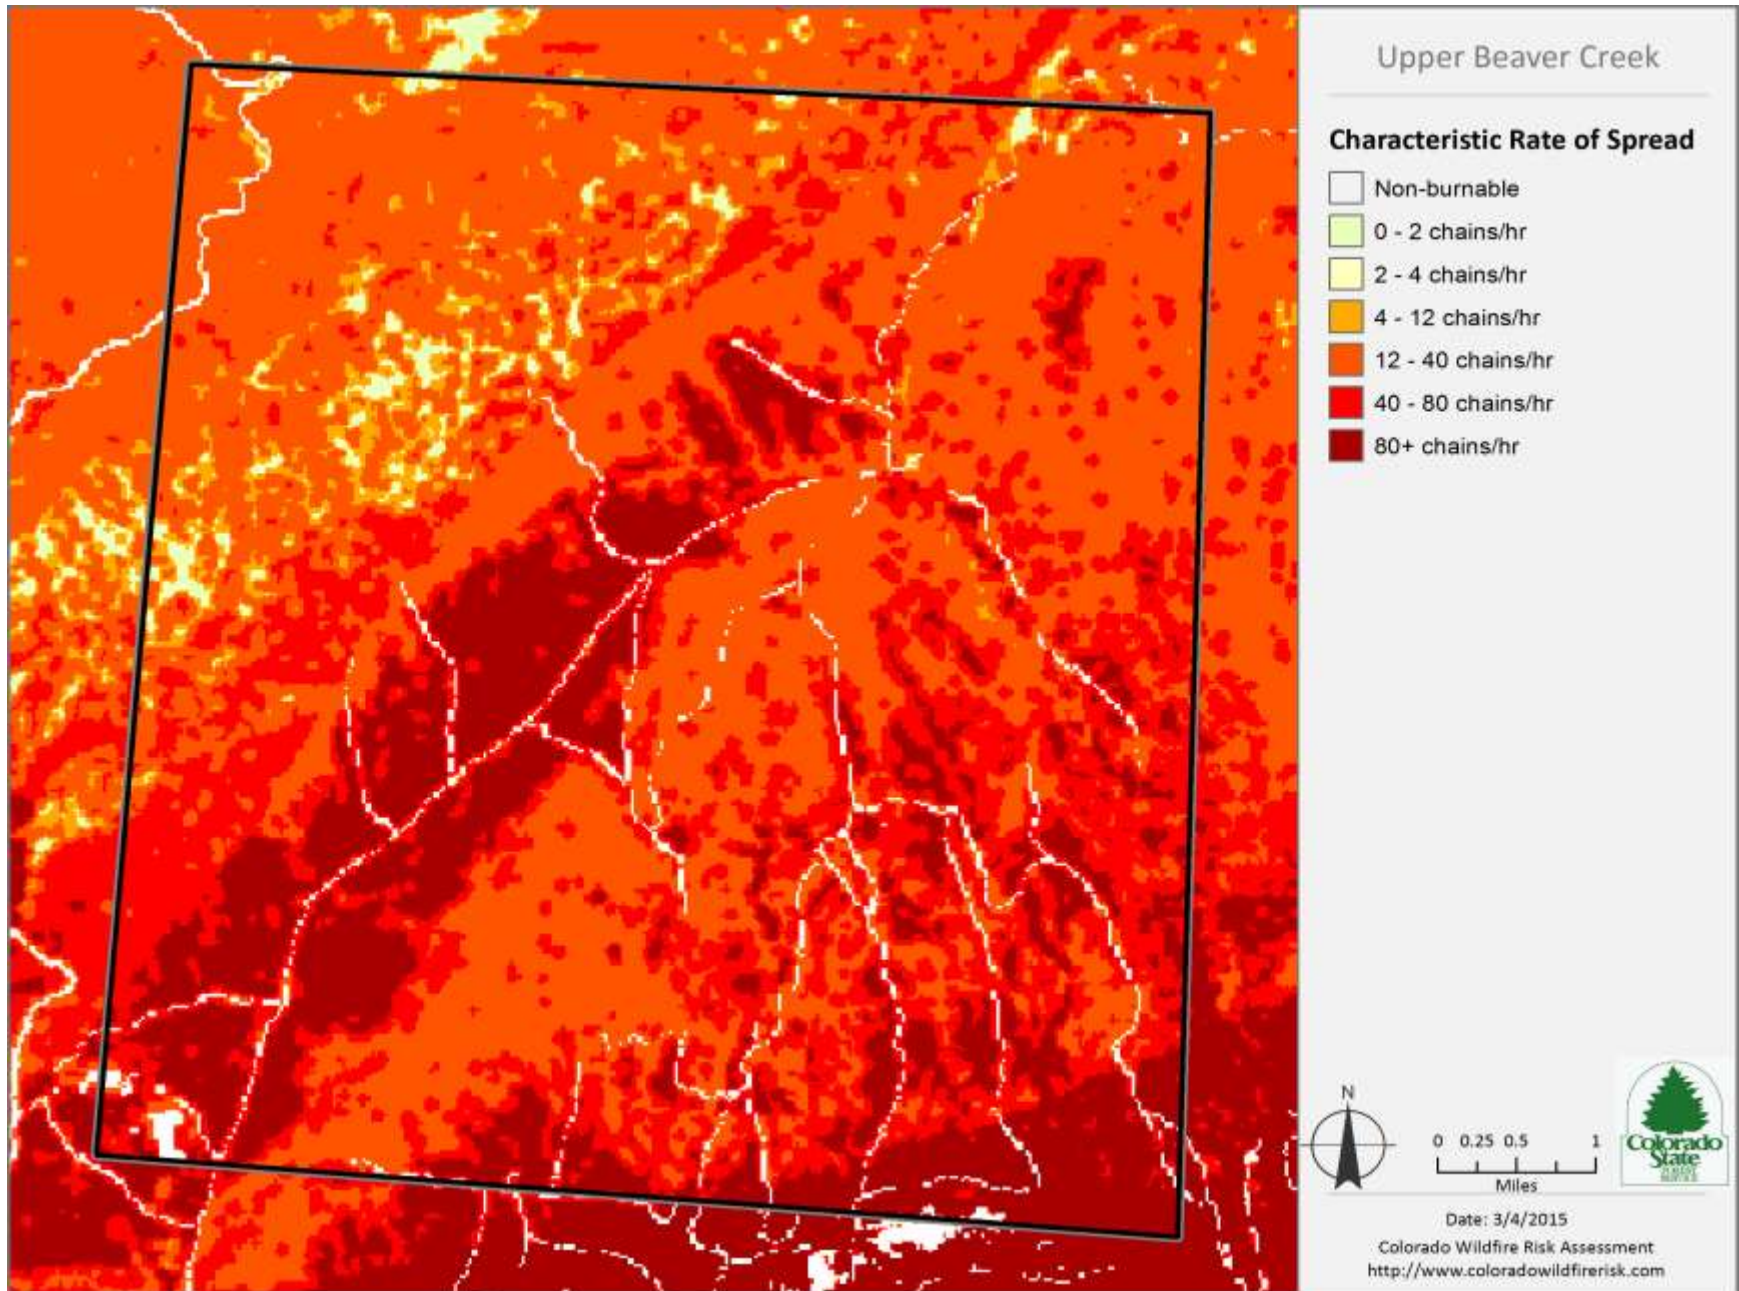 Upper Beaver Creek
Characteristic Rate of Spread
Non-burnable
0 - 2 chains/hr
2 - 4 chains/hr
4 - 12 chains/hr
12 - 40 chains/hr
40 - 80 chains/hr
80+ chains/hr
N
0 0.25 0.5 1
Miles
Colorado
State
Date: 3/4/2015
Colorado Wildfire Risk Assessment
http://www.coloradowildfirerisk.com